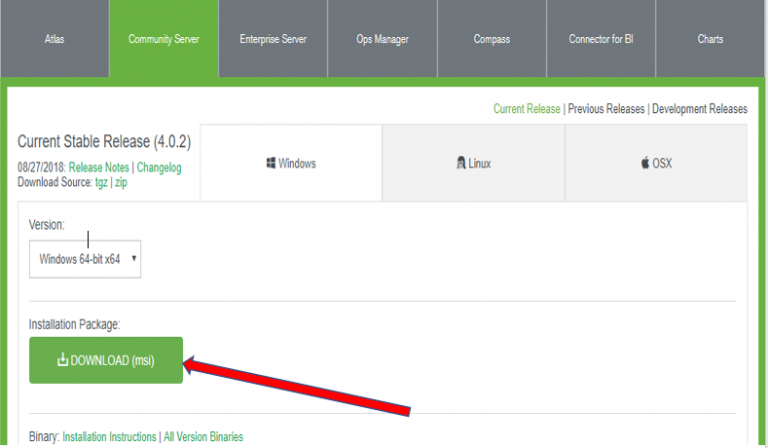 Atlas
Community Server
Enterprise Server
Ops Manager
Compass
Connector for BI
Charts
Current Release | Previous Releases | Development Releases
Current Stable Release (4.0.2)
08/27/2018: Release Notes | Changelog
Download Source: tgz | zip
Windows
Linux
OSX
Version:
Windows 64-bit x64
Installation Package:
DOWNLOAD (msi)
Binary: Installation Instructions | All Version Binaries